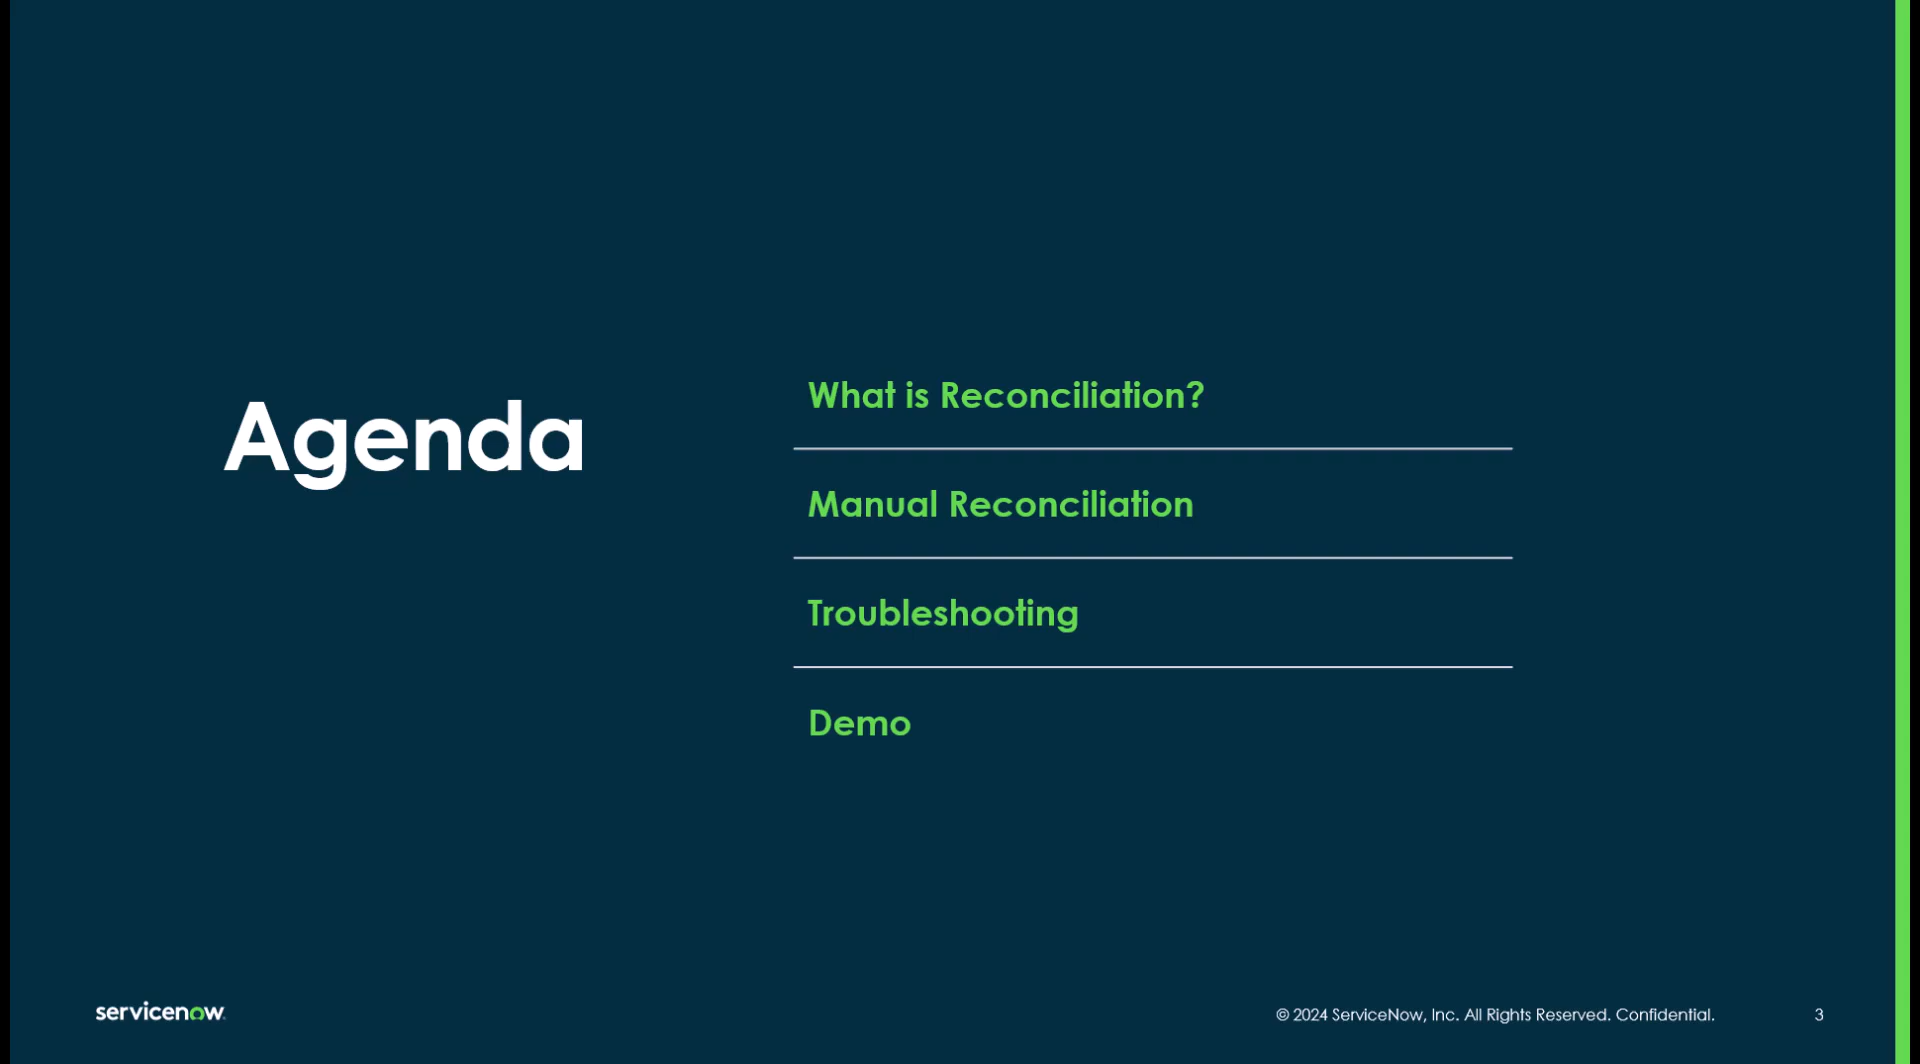 Agenda
What is Reconciliation?
Manual Reconciliation
Troubleshooting
Demo
servicenow.
© 2024 ServiceNow, Inc. All Rights Reserved. Confidential.
3